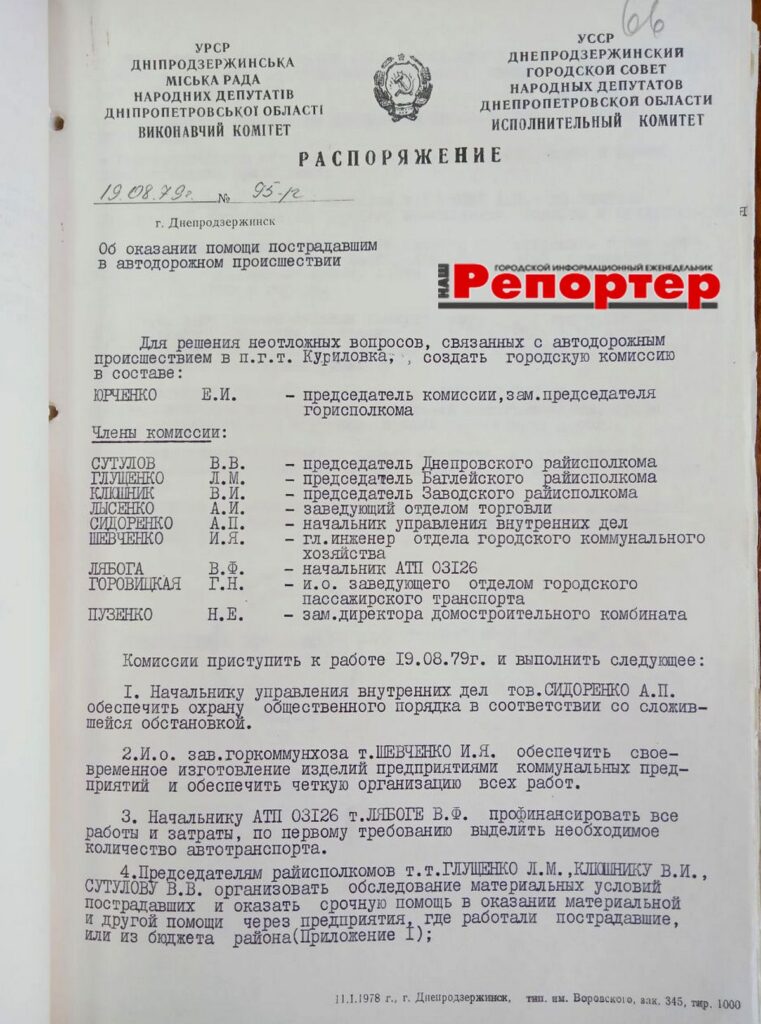 66
УРСР
ДНІПРОДЗЕРЖИНСЬКА
МІСЬКА РАДА
НАРОДНИХ ДЕПУТАТІВ
ДНІПРОПЕТРОВСЬКОЇ ОБЛАСТІ
ВИКОНАВЧИЙ КОМІТЕТ
УССР
ДНЕПРОДЗЕРЖИНСКИЙ
ГОРОДСКОЙ СОВЕТ
НАРОДНЫХ ДЕПУТАТОВ
ДНЕПРОПЕТРОВСКОЙ ОБЛАСТИ
ИСПОЛНИТЕЛЬНЫЙ КОМИТЕТ
РАСПОРЯЖЕНИЕ
19.08.79г № 95-р
г. Днепродзержинск
Об оказании помощи пострадавшим
в автодорожном происшествии
НАШ
ГОРОДСКОЙ ИНФОРМАЦИОННЫЙ ЕЖЕНЕДЕЛЬНИК
Репортер
Для решения неотложных вопросов, связанных с автодорожным
происшествием в п.г.т. Куриловка, , создать городскую комиссию
в составе:
ЮРЧЕНКО Е.И. – председатель комиссии,зам.председателя
горисполкома
Члены комиссии:
СУТУЛОВ В.В. – председатель Днепровского райисполкома
ГЛУЩЕНКО Л.М. – председатель Баглейского райисполкома
КЛЮШНИК В.И. – председатель Заводского райисполкома
ЛЫСЕНКО А.И. – заведующий отделом торговли
СИДОРЕНКО А.П. – начальник управления внутренних дел
ШЕВЧЕНКО И.Я. – гл.инженер отдела городского коммунального
хозяйства
ЛЯБОГА В.Ф. – начальник АТП 03126
ГОРОВИЦКАЯ Г.Н. – и.о. заведующего отделом городского
пассажирского транспорта
ПУЗЕНКО Н.Е. – зам.директора домостроительного комбината
Комиссии приступить к работе 19.08.79г. и выполнить следующее:
1. Начальнику управления внутренних дел тов.СИДОРЕНКО А.П.
обеспечить охрану общественного порядка в соответствии со сложив-
шейся обстановкой.
2.И.о. зав.горкоммунхоза т.ШЕВЧЕНКО И.Я. обеспечить свое-
временное изготовление изделий предприятиями коммунальных пред-
приятий и обеспечить четкую организацию всех работ.
3. Начальнику АТП 03126 т.ЛЯБОГЕ В.Ф. профинансировать все
работы и затраты, по первому требованию выделить необходимое
количество автотранспорта.
4.Председателям райисполкомов т.т.ГЛУЩЕНКО Л.М.,КЛЮШНИКУ В.И.,
СУТУЛОВУ В.В. организовать обследование материальных условий
пострадавших и оказать срочную помощь в оказании материальной
и другой помощи через предприятия, где работали пострадавшие,
или из бюджета района(Приложение 1);
11.I.1978 г., г. Днепродзержинск, тип. им. Воровского, зак. 345, тир. 1000